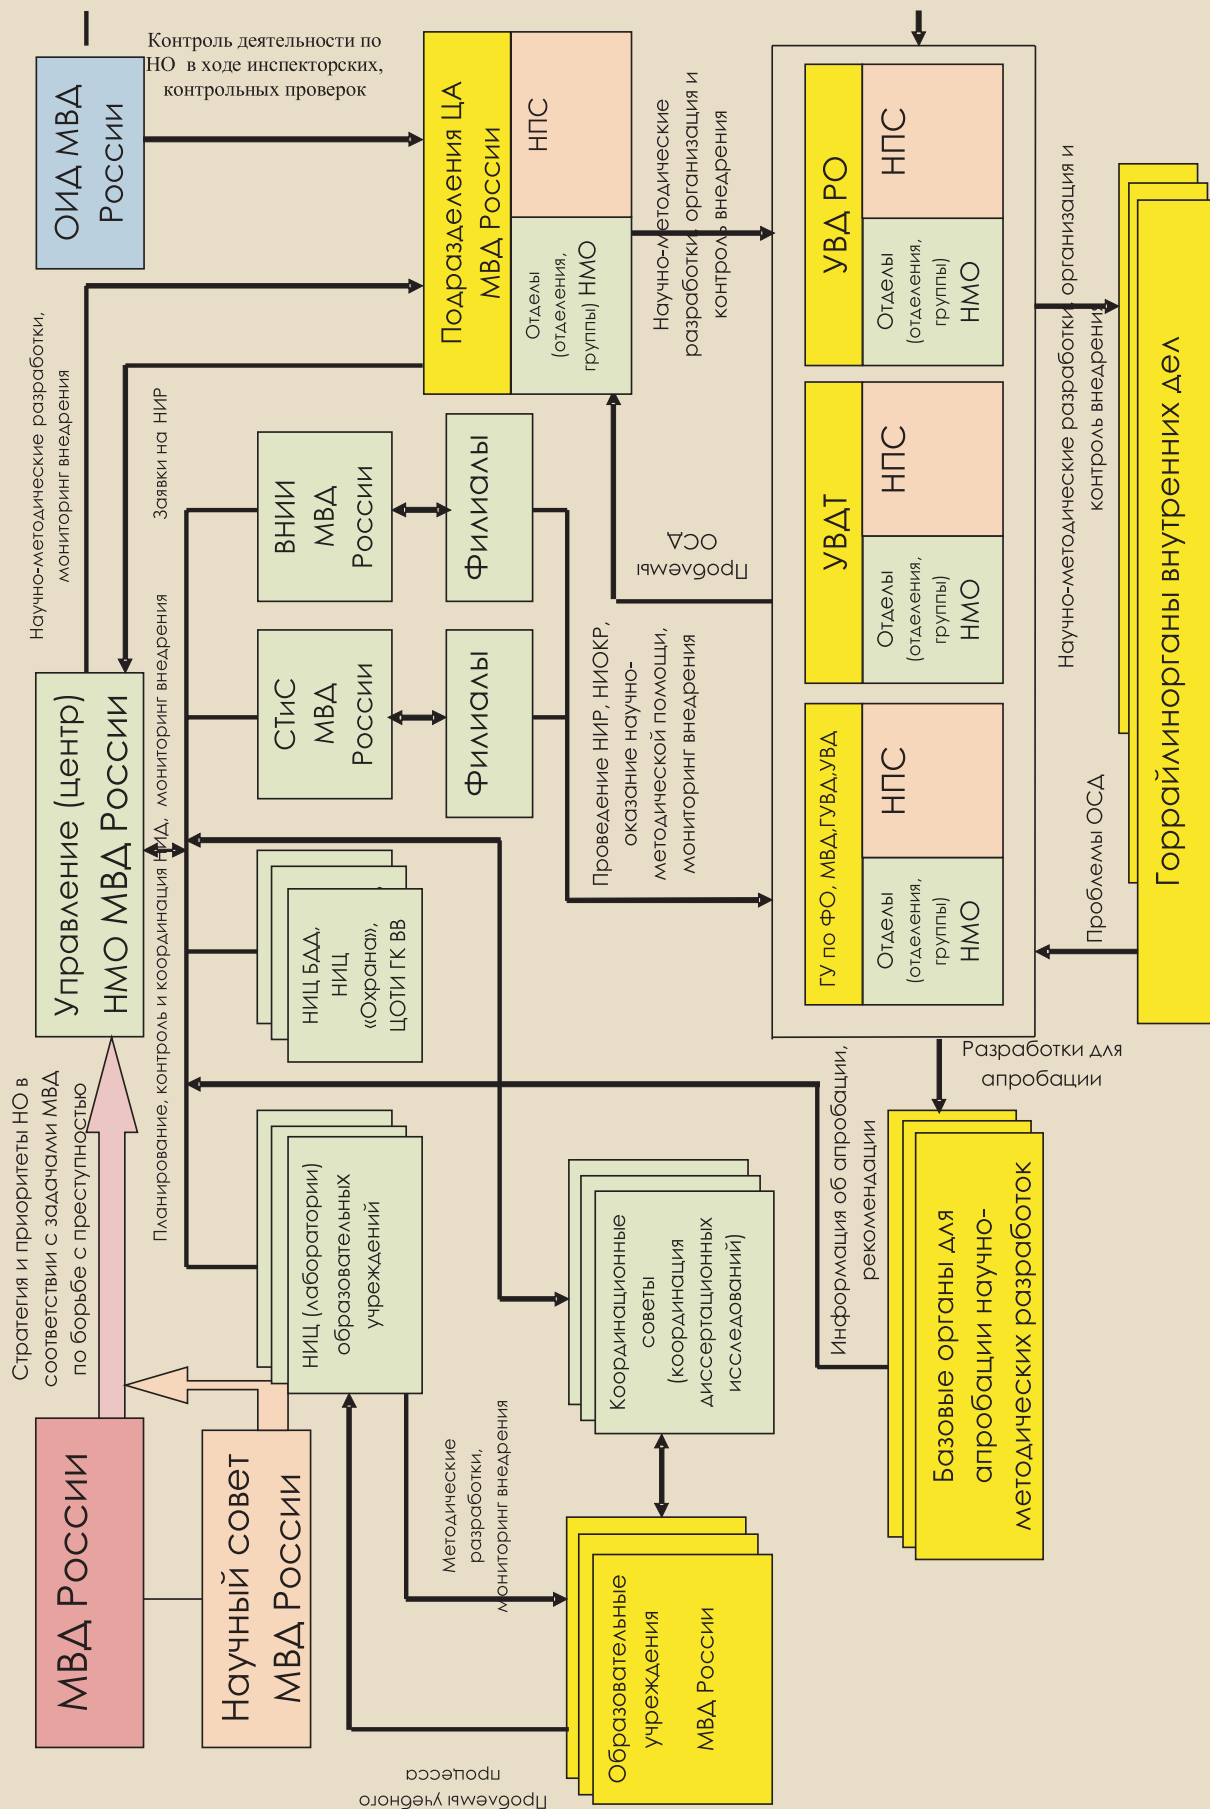 МВД России
Научный совет
МВД России
Стратегия и приоритеты НО в
соответствии с задачами МВД
по борьбе с преступностью
Управление (центр)
НМО МВД России
Научно-методические разработки,
мониторинг внедрения
ОИД МВД
России
Контроль деятельности по
НО в ходе инспекторских,
контрольных проверок
Заявки на НИР
Планирование, контроль и координация НИД, мониторинг внедрения
НИЦ (лаборатории)
образовательных
учреждений
НИЦ БДД,
НИЦ
«Охрана»,
ЦОТИ ГК ВВ
СТиС
МВД
России
ВНИИ
МВД
России
Филиалы
Филиалы
Подразделения ЦА
МВД России
Отделы
(отделения,
группы) НМО
НПС
Проблемы учебного
процесса
Методические
разработки,
мониторинг внедрения
Образовательные
учреждения
МВД России
Координационные
советы
(координация
диссертационных
исследований)
Проведение НИР, НИОКР,
оказание научно-
методической помощи,
мониторинг внедрения
Проблемы
ОСД
Научно-методические
разработки, организация и
контроль внедрения
ГУ по ФО, МВД,ГУВД,УВД
Отделы
(отделения,
группы)
НМО
НПС
УВДТ
Отделы
(отделения,
группы)
НМО
НПС
УВД РО
Отделы
(отделения,
группы)
НМО
НПС
Информация об апробации,
рекомендации
Разработки для
апробации
Базовые органы для
апробации научно-
методических разработок
Проблемы ОСД
Научно-методические разработки, организация и
контроль внедрения
Горрайлинорганы внутренних дел